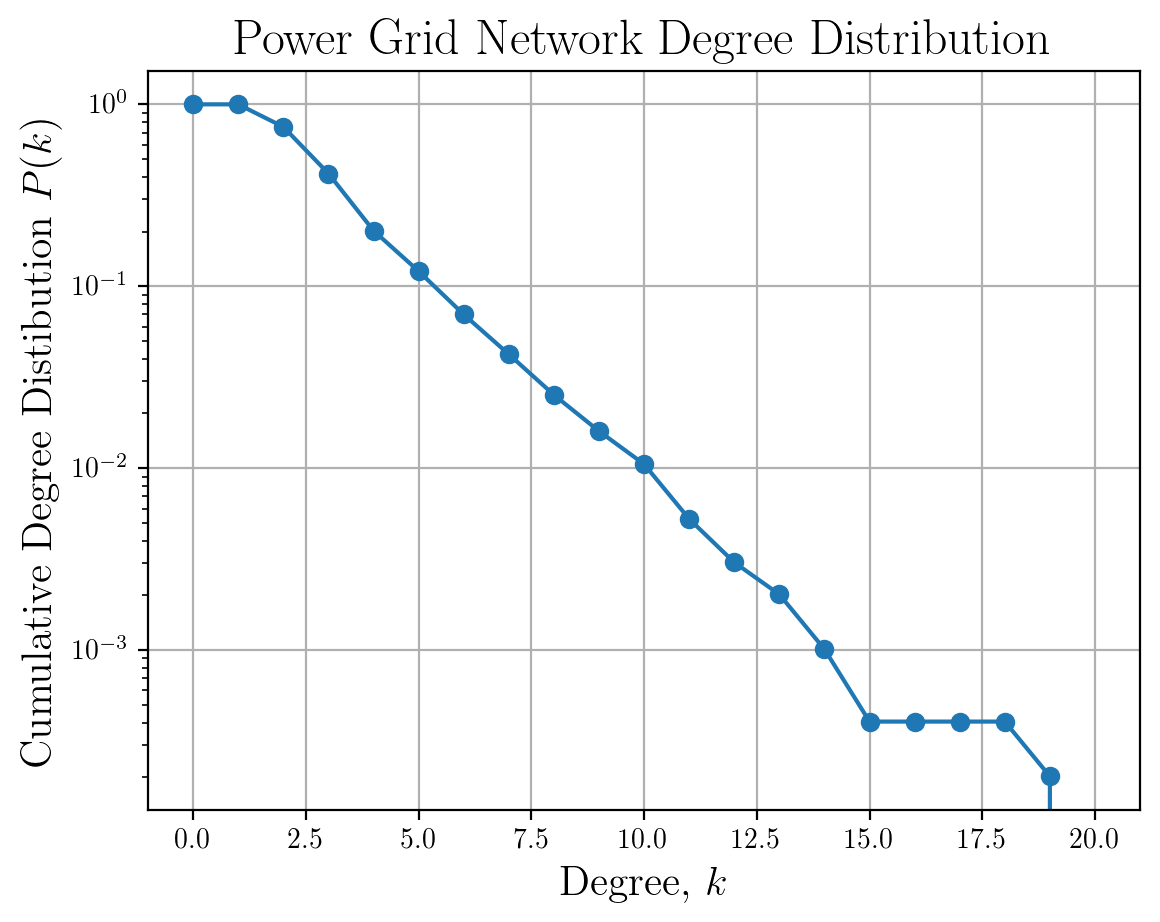 Power Grid Network Degree Distribution
Cumulative Degree Distibution P(k)
10^0
10^-1
10^-2
10^-3
0.0 2.5 5.0 7.5 10.0 12.5 15.0 17.5 20.0
Degree, k